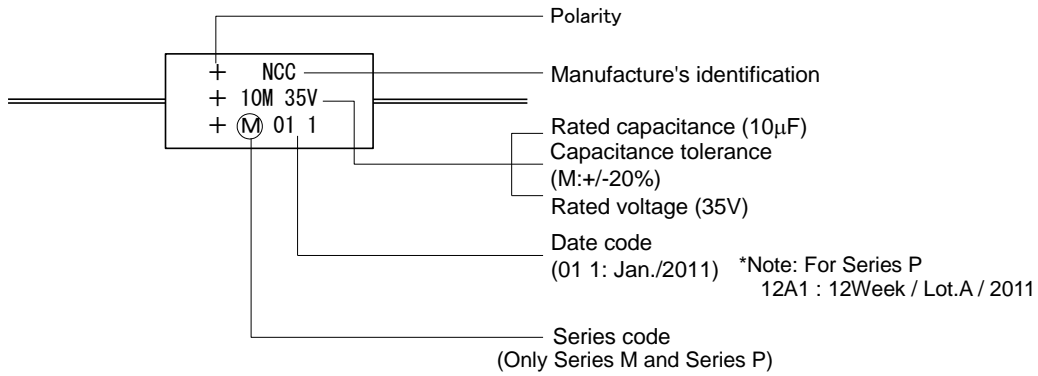 Polarity
+ NCC
Manufacture's identification
+ 10M 35V
+ Ⓜ 01 1
Rated capacitance (10μF)
Capacitance tolerance
(M:+/-20%)
Rated voltage (35V)
Date code
(01 1: Jan./2011)
*Note: For Series P
12A1 : 12Week / Lot.A / 2011
Series code
(Only Series M and Series P)